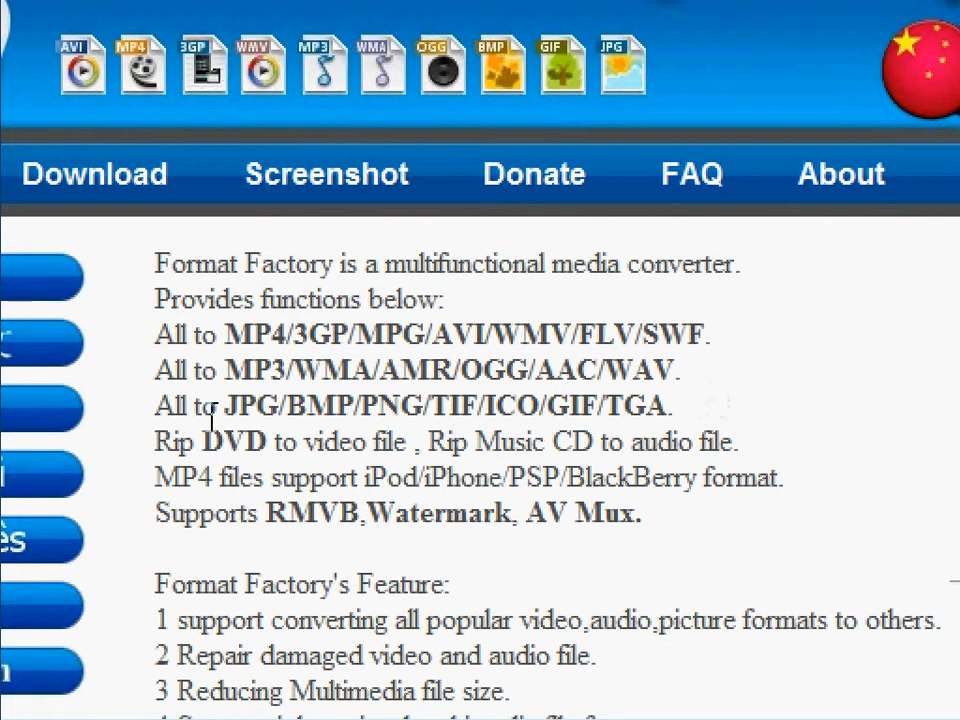 AVI MP4 3GP WMV MP3 WMA OGG BMP GIF JPG
Download Screenshot Donate FAQ About
Format Factory is a multifunctional media converter.
Provides functions below:
All to MP4/3GP/MPG/AVI/WMV/FLV/SWF.
All to MP3/WMA/AMR/OGG/AAC/WAV.
All to JPG/BMP/PNG/TIF/ICO/GIF/TGA.
Rip DVD to video file , Rip Music CD to audio file.
MP4 files support iPod/iPhone/PSP/BlackBerry format.
Supports RMVB,Watermark, AV Mux.
Format Factory's Feature:
1 support converting all popular video,audio,picture formats to others.
2 Repair damaged video and audio file.
3 Reducing Multimedia file size.